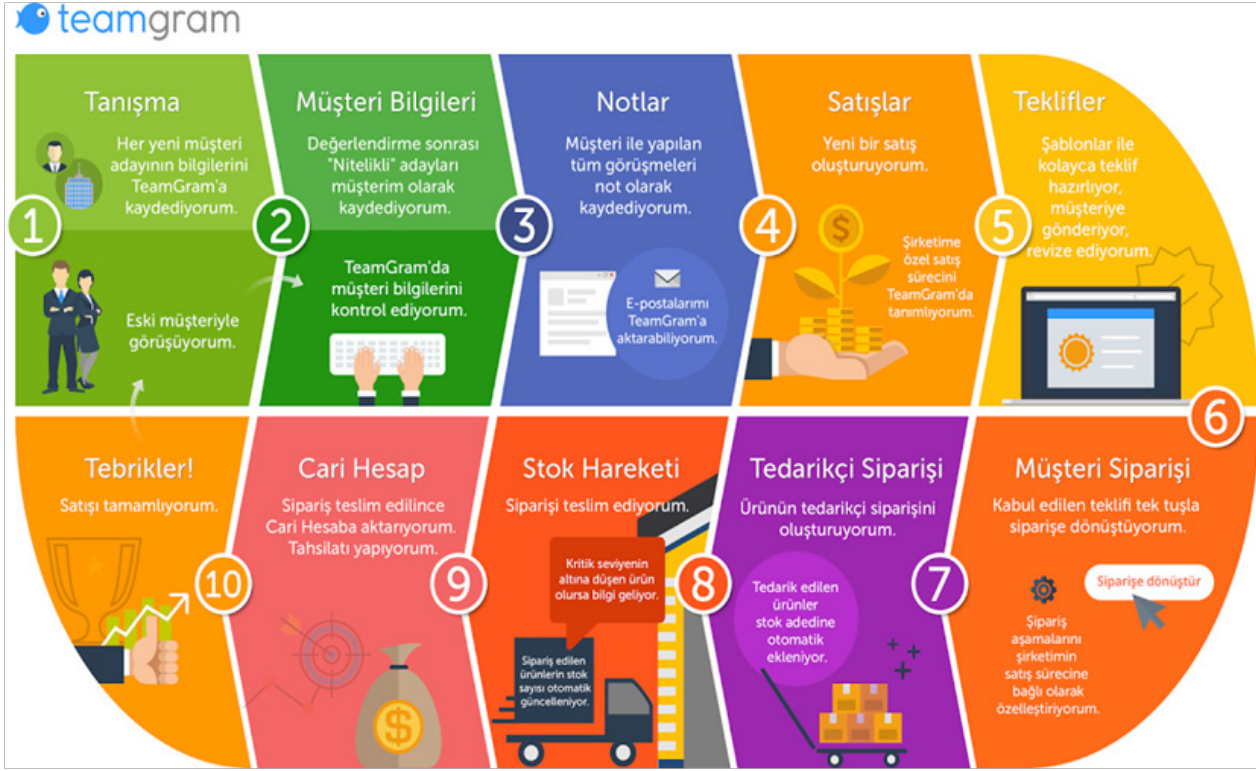 teamgram
1
Tanışma
Her yeni müşteri
adayının bilgilerini
TeamGram'a
kaydediyorum.
Eski müşteriyle
görüşüyorum.
2
Müşteri Bilgileri
Değerlendirme sonrası
"Nitelikli" adayları
müşterim olarak
kaydediyorum.
TeamGram'da
müşteri bilgilerini
kontrol ediyorum.
3
Notlar
Müşteri ile yapılan
tüm görüşmeleri
not olarak
kaydediyorum.
E-postalarımı
TeamGram'a
aktarabiliyorum.
4
Satışlar
Yeni bir satış
oluşturuyorum.
$
Şirketime
özel satış
sürecini
TeamGram'da
tanımlıyorum.
5
Teklifler
Şablonlar ile
kolayca teklif
hazırlıyor,
müşteriye
gönderiyor,
revize ediyorum.
6
Müşteri Siparişi
Kabul edilen teklifi tek tuşla
siparişe dönüştüyorum.
Siparişe dönüştür
Şipariş
aşamalarını
şirketimin
satış sürecine
bağlı olarak
özelleştiriyorum.
7
Tedarikçi Siparişi
Ürünün tedarikçi siparişini
oluşturuyorum.
Tedarik edilen
ürünler
stok adedine
otomatik
ekleniyor.
8
Stok Hareketi
Siparişi teslim ediyorum.
Kritik seviyenin
altına düşen ürün
olursa bilgi geliyor.
Sipariş edilen
ürünlerin stok
sayısı otomatik
güncelleniyor.
9
Cari Hesap
Sipariş teslim edilince
Cari Hesaba aktarıyorum.
Tahsilatı yapıyorum.
$
10
Tebrikler!
Satışı tamamlıyorum.